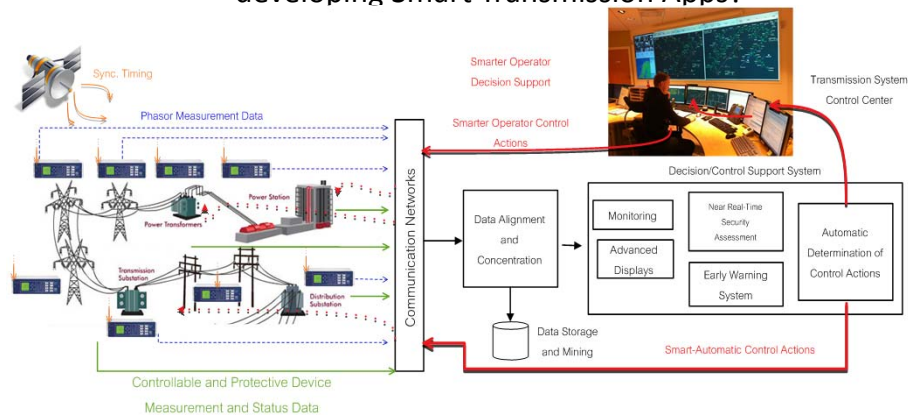 developing Smart Transmission Apps?
Sync. Timing
Smarter Operator
Decision Support
Transmission System
Control Center
Phasor Measurement Data
Smarter Operator Control
Actions
Decision/Control Support System
Power Station
Power Transformers
Communication Networks
Data Alignment
and
Concentration
Monitoring
Near Real-Time
Security
Assessment
Advanced
Displays
Automatic
Determination of
Control Actions
Transmission
Substation
Distribution
Substation
Early Warning
System
Data Storage
and Mining
Smart-Automatic Control Actions
Controllable and Protective Device
Measurement and Status Data